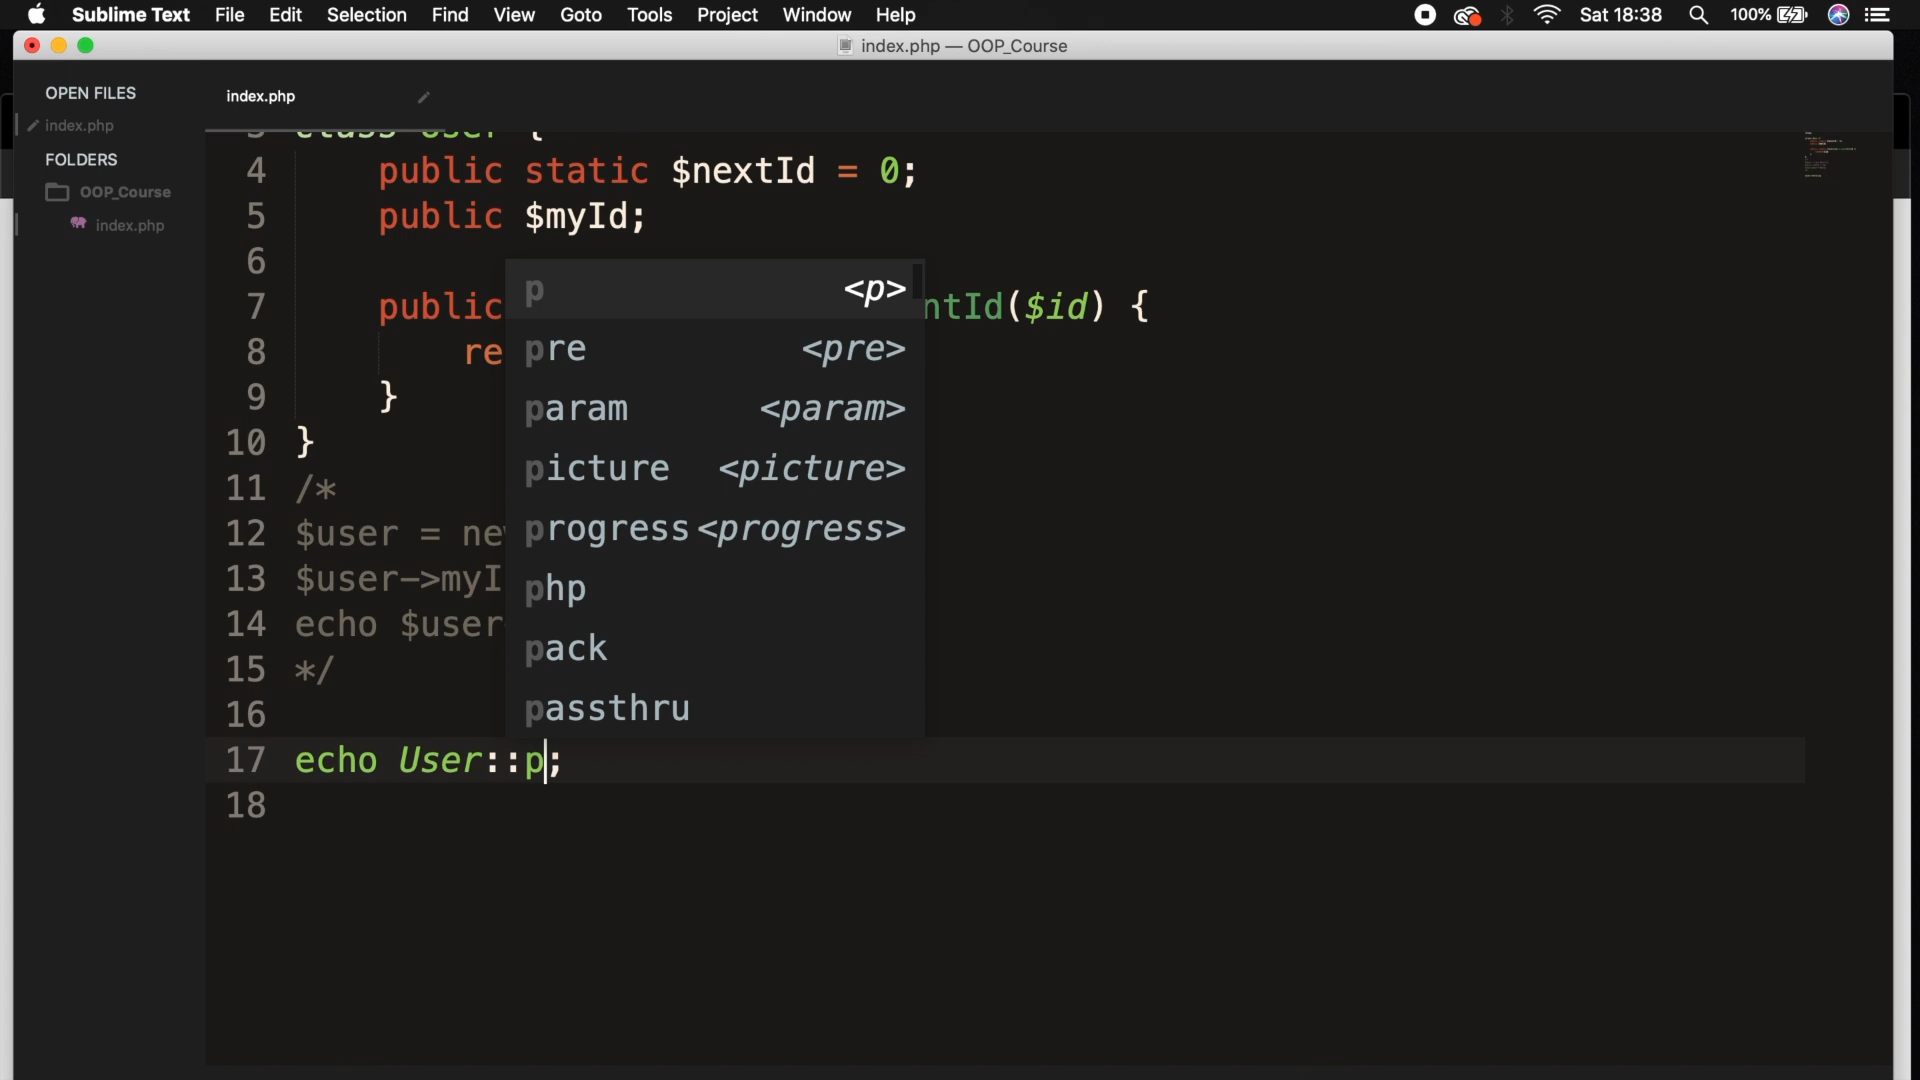 Sublime Text File Edit Selection Find View Goto Tools Project Window Help Sat 18:38 100%
index.php — OOP_Course
OPEN FILES
index.php
FOLDERS
OOP_Course
index.php
index.php
3 class User {
4 public static $nextId = 0;
5 public $myId;
6
7 public ntId($id) {
8 re
9 }
10 }
11 /*
12 $user = ne
13 $user->myI
14 echo $user
15 */
16
17 echo User::p;
18
p <p>
pre <pre>
param <param>
picture <picture>
progress <progress>
php
pack
passthru